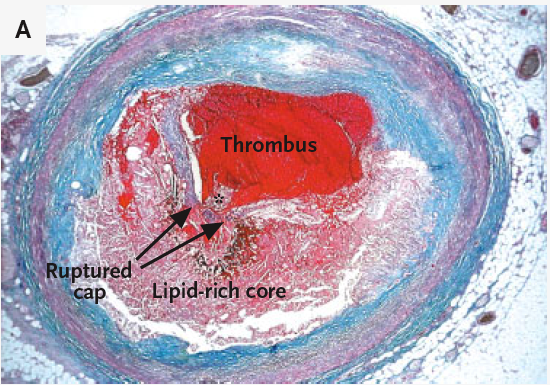 A
Thrombus
Ruptured
cap
Lipid-rich core
*